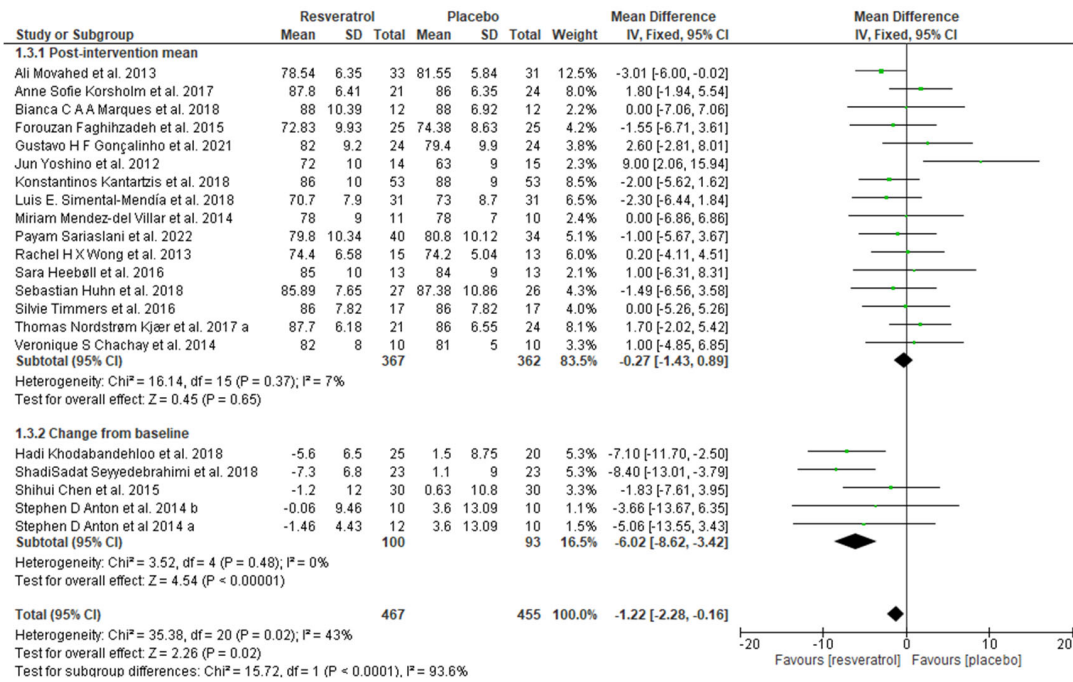 Resveratrol Placebo Mean Difference Mean Difference
Study or Subgroup Mean SD Total Mean SD Total Weight IV, Fixed, 95% CI IV, Fixed, 95% CI
1.3.1 Post-intervention mean
Ali Movahed et al. 2013 78.54 6.35 33 81.55 5.84 31 12.5% -3.01 [-6.00, -0.02]
Anne Sofie Korsholm et al. 2017 87.8 6.41 21 86 6.35 24 8.0% 1.80 [-1.94, 5.54]
Bianca C A A Marques et al. 2018 88 10.39 12 88 6.92 12 2.2% 0.00 [-7.06, 7.06]
Forouzan Faghihzadeh et al. 2015 72.83 9.93 25 74.38 8.63 25 4.2% -1.55 [-6.71, 3.61]
Gustavo H F Gonçalinho et al. 2021 82 9.2 24 79.4 9.9 24 3.8% 2.60 [-2.81, 8.01]
Jun Yoshino et al. 2012 72 10 14 63 9 15 2.3% 9.00 [2.06, 15.94]
Konstantinos Kantartzis et al. 2018 86 10 53 88 9 53 8.5% -2.00 [-5.62, 1.62]
Luis E. Simental-Mendía et al. 2018 70.7 7.9 31 73 8.7 31 6.5% -2.30 [-6.44, 1.84]
Miriam Mendez-del Villar et al. 2014 78 9 11 78 7 10 2.4% 0.00 [-6.86, 6.86]
Payam Sariaslani et al. 2022 79.8 10.34 40 80.8 10.12 34 5.1% -1.00 [-5.67, 3.67]
Rachel H X Wong et al. 2013 74.4 6.58 15 74.2 5.04 13 6.0% 0.20 [-4.11, 4.51]
Sara Heebøll et al. 2016 85 10 13 84 9 13 2.1% 1.00 [-6.31, 8.31]
Sebastian Huhn et al. 2018 85.89 7.65 27 87.38 10.86 26 4.3% -1.49 [-6.56, 3.58]
Silvie Timmers et al. 2016 86 7.82 17 86 7.82 17 4.0% 0.00 [-5.26, 5.26]
Thomas Nordstrøm Kjær et al. 2017 a 87.7 6.18 21 86 6.55 24 8.1% 1.70 [-2.02, 5.42]
Veronique S Chachay et al. 2014 82 8 10 81 5 10 3.3% 1.00 [-4.85, 6.85]
Subtotal (95% CI) 367 362 83.5% -0.27 [-1.43, 0.89]
Heterogeneity: Chi² = 16.14, df = 15 (P = 0.37); I² = 7%
Test for overall effect: Z = 0.45 (P = 0.65)
1.3.2 Change from baseline
Hadi Khodabandehloo et al. 2018 -5.6 6.5 25 1.5 8.75 20 5.3% -7.10 [-11.70, -2.50]
ShadiSadat Seyyedebrahimi et al. 2018 -7.3 6.8 23 1.1 9 23 5.3% -8.40 [-13.01, -3.79]
Shihui Chen et al. 2015 -1.2 12 30 0.63 10.8 30 3.3% -1.83 [-7.61, 3.95]
Stephen D Anton et al. 2014 b -0.06 9.46 10 3.6 13.09 10 1.1% -3.66 [-13.67, 6.35]
Stephen D Anton et al 2014 a -1.46 4.43 12 3.6 13.09 10 1.5% -5.06 [-13.55, 3.43]
Subtotal (95% CI) 100 93 16.5% -6.02 [-8.62, -3.42]
Heterogeneity: Chi² = 3.52, df = 4 (P = 0.48); I² = 0%
Test for overall effect: Z = 4.54 (P < 0.00001)
Total (95% CI) 467 455 100.0% -1.22 [-2.28, -0.16]
Heterogeneity: Chi² = 35.38, df = 20 (P = 0.02); I² = 43%
Test for overall effect: Z = 2.26 (P = 0.02)
Test for subgroup differences: Chi² = 15.72, df = 1 (P < 0.0001), I² = 93.6%
-20 -10 0 10 20
Favours [resveratrol] Favours [placebo]